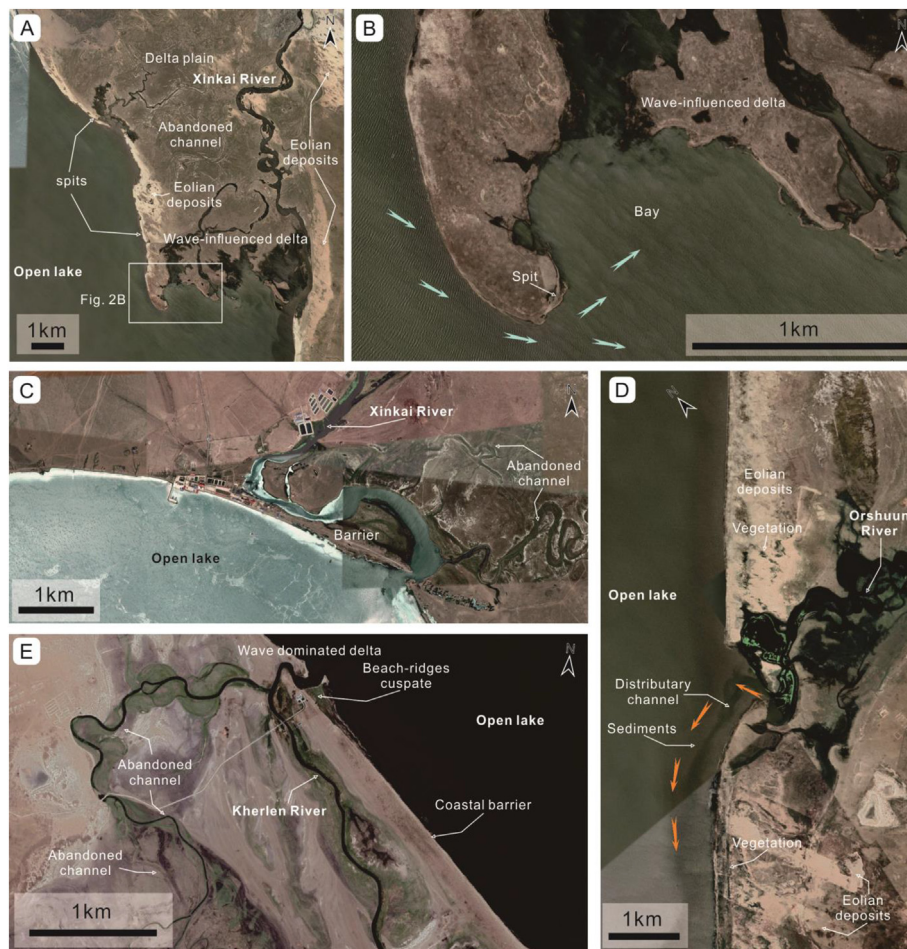 A
N
Delta plain
Xinkai River
Abandoned
channel
Eolian
deposits
spits
Eolian
deposits
Wave-influenced delta
Open lake
Fig. 2B
1km
B
N
Wave-influenced delta
Bay
Spit
1km
C
N
Xinkai River
Abandoned
channel
Barrier
Open lake
1km
D
N
Eolian
deposits
Vegetation
Orshuun
River
Open lake
Distributary
channel
Sediments
Vegetation
Eolian
deposits
1km
E
N
Wave dominated delta
Beach-ridges
cuspate
Open lake
Abandoned
channel
Kherlen River
Coastal barrier
Abandoned
channel
1km